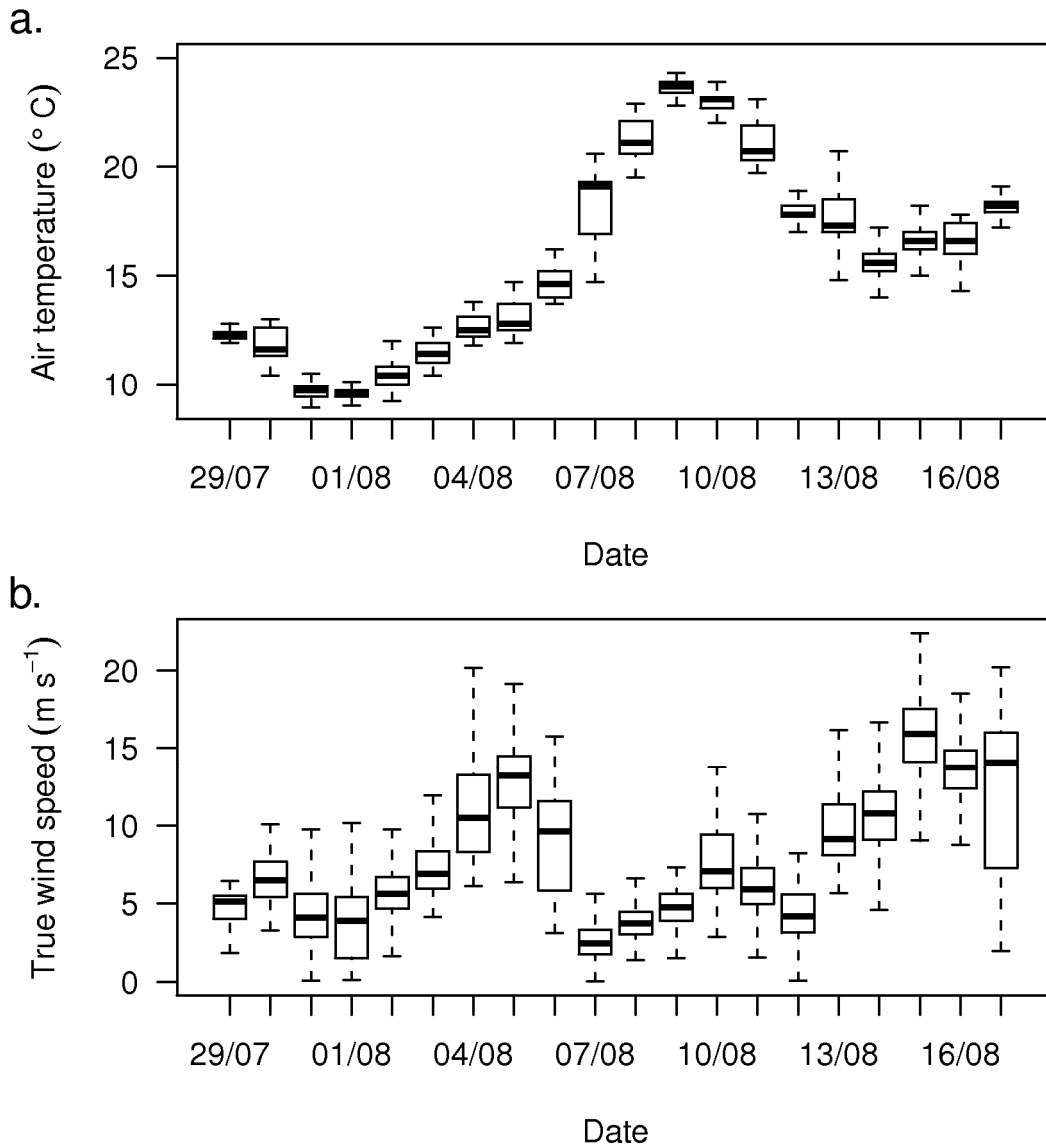 a.
Air temperature (° C)
25
20
15
10
29/07 01/08 04/08 07/08 10/08 13/08 16/08
Date
b.
True wind speed (m s⁻¹)
20
15
10
5
0
29/07 01/08 04/08 07/08 10/08 13/08 16/08
Date